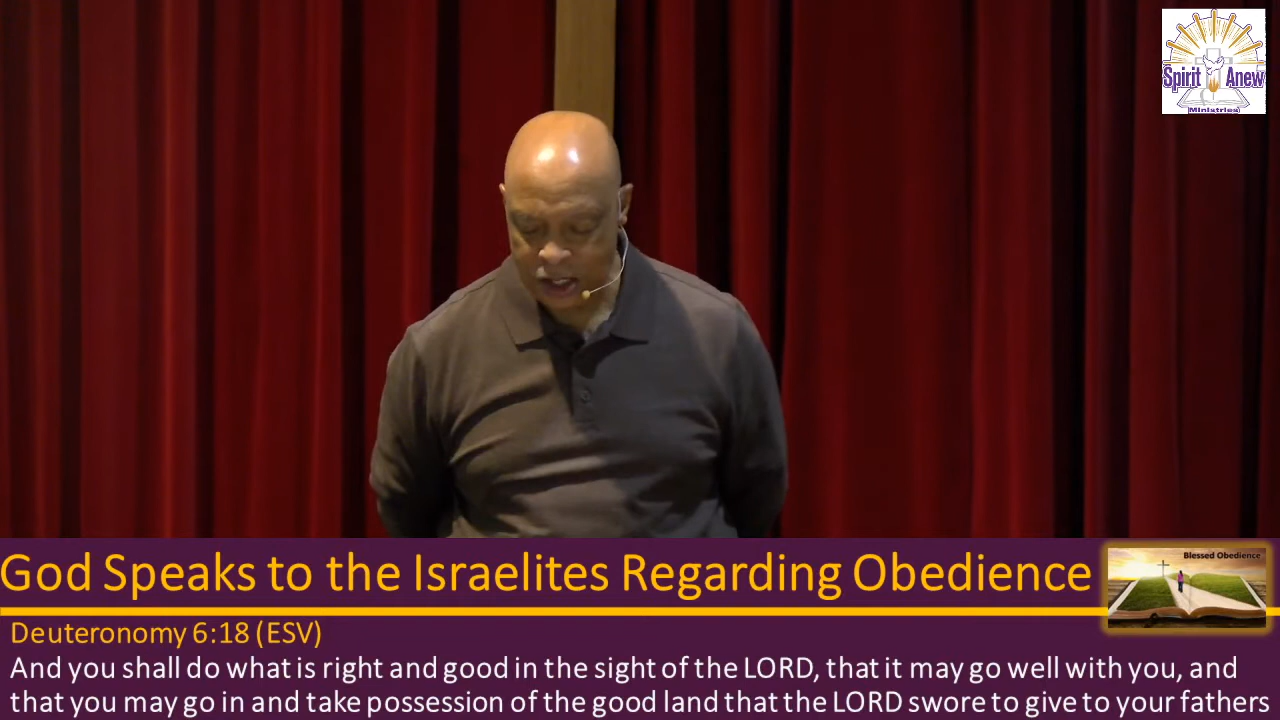 Spirit Anew
Ministries
God Speaks to the Israelites Regarding Obedience
Blessed Obedience
Deuteronomy 6:18 (ESV)
And you shall do what is right and good in the sight of the LORD, that it may go well with you, and
that you may go in and take possession of the good land that the LORD swore to give to your fathers